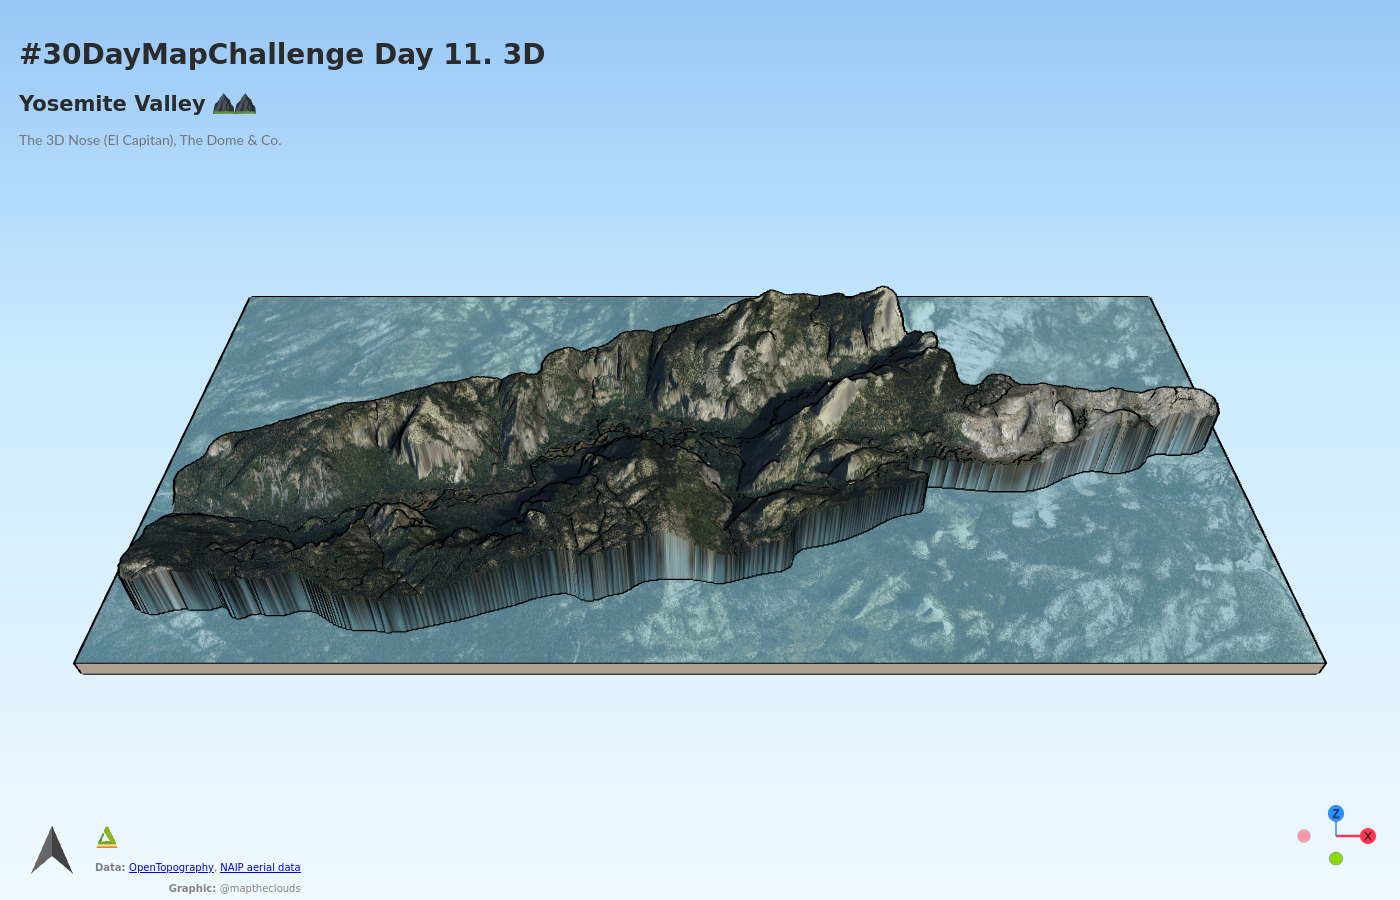 #30DayMapChallenge Day 11. 3D
Yosemite Valley
The 3D Nose (El Capitan), The Dome & Co.
Data: OpenTopography, NAIP aerial data
Graphic: @maptheclouds
Z
X